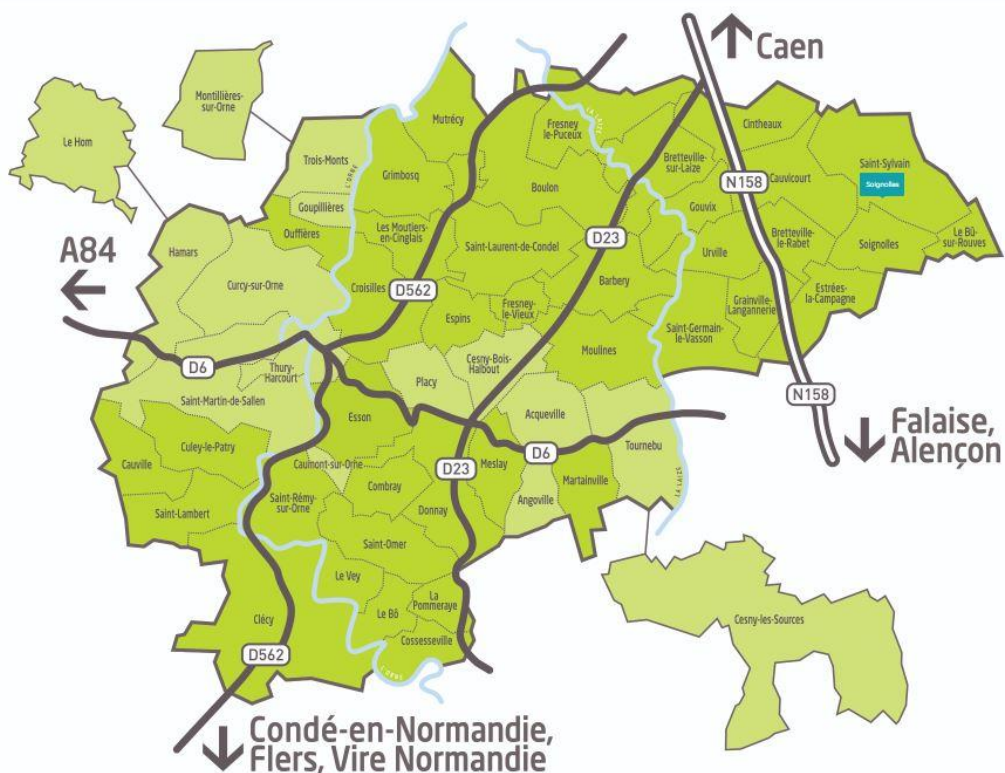 Caen
Montillières-
sur-Orne
Le Hom
Mutrécy
LA LAIZE
Fresney
le-Puceux
Cintheaux
Trois-Monts
L'ORNE
Grimbosq
Bretteville-
sur-Laize
Saint-Sylvain
Boulon
N158
Cauvicourt
Soignolles
Goupillières
Gouvix
Ouffières
Les Moutiers-
en-Cinglais
D23
Bretteville-
le-Rabet
Soignolles
Le Bû-
sur-Rouvres
Hamars
Saint-Laurent-de-Condel
Urville
A84
Curcy-sur-Orne
Croisilles
D562
Barbery
Estrées-
la-Campagne
Grainville-
Langannerie
Espins
Fresney-
le-Vieux
Saint-Germain-
le-Vasson
Moulines
D6
Thury-
Harcourt
Placy
Cesny-Bois-
Halbout
N158
Saint-Martin-de-Sallen
Esson
Acqueville
Falaise,
Alençon
Culey-le-Patry
Tournebu
D6
Cauville
Caumont-sur-Orne
D23
Meslay
Combray
Martainville
LA LAIZE
Saint-Rémy-
sur-Orne
Angoville
Saint-Lambert
Donnay
Saint-Omer
Le Vey
La
Pommeraye
Le Bô
Clécy
Cesny-les-Sources
Cossesseville
D562
L'ORNE
Condé-en-Normandie,
Flers, Vire Normandie